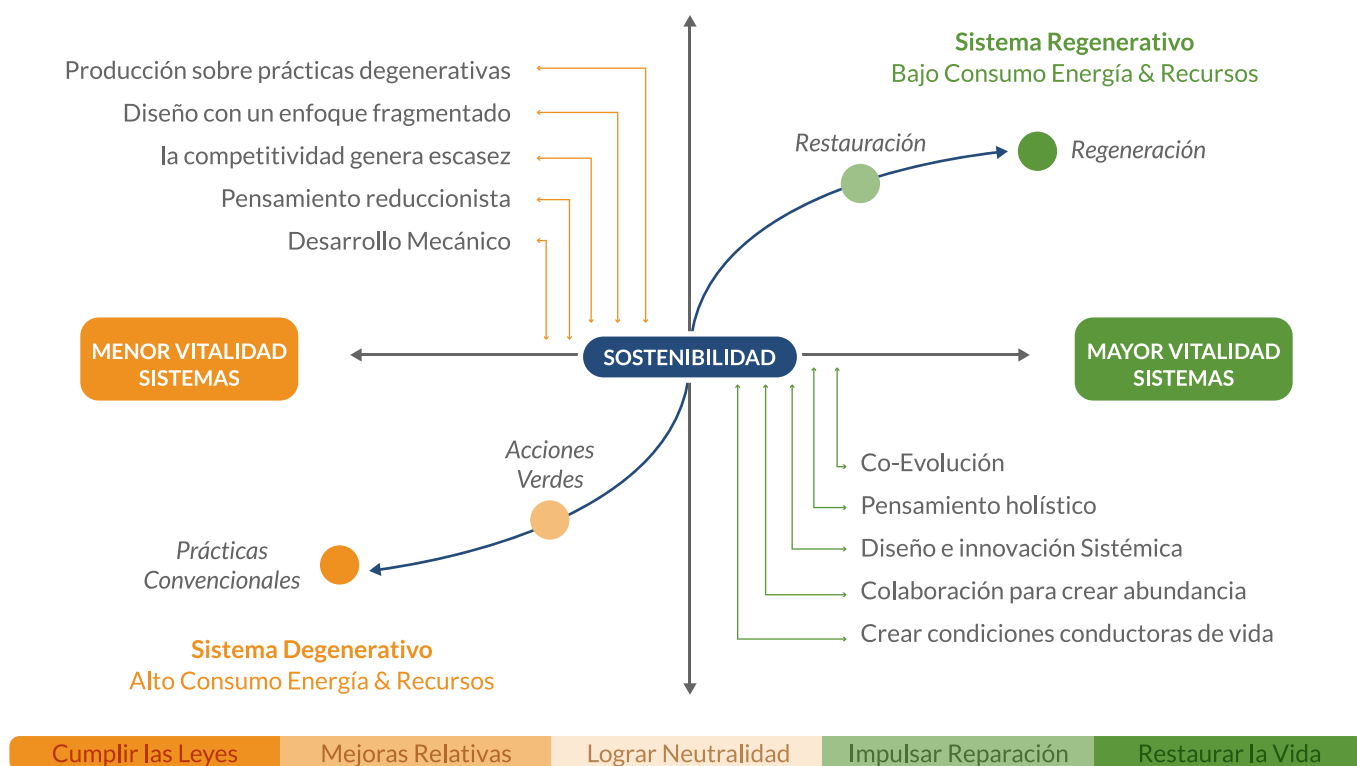 Sistema Regenerativo
Bajo Consumo Energía & Recursos
Producción sobre prácticas degenerativas
Diseño con un enfoque fragmentado
la competitividad genera escasez
Pensamiento reduccionista
Desarrollo Mecánico
Restauración
Regeneración
MENOR VITALIDAD
SISTEMAS
SOSTENIBILIDAD
MAYOR VITALIDAD
SISTEMAS
Acciones
Verdes
Prácticas
Convencionales
Co-Evolución
Pensamiento holístico
Diseño e innovación Sistémica
Colaboración para crear abundancia
Crear condiciones conductoras de vida
Sistema Degenerativo
Alto Consumo Energía & Recursos
Cumplir las Leyes
Mejoras Relativas
Lograr Neutralidad
Impulsar Reparación
Restaurar la Vida